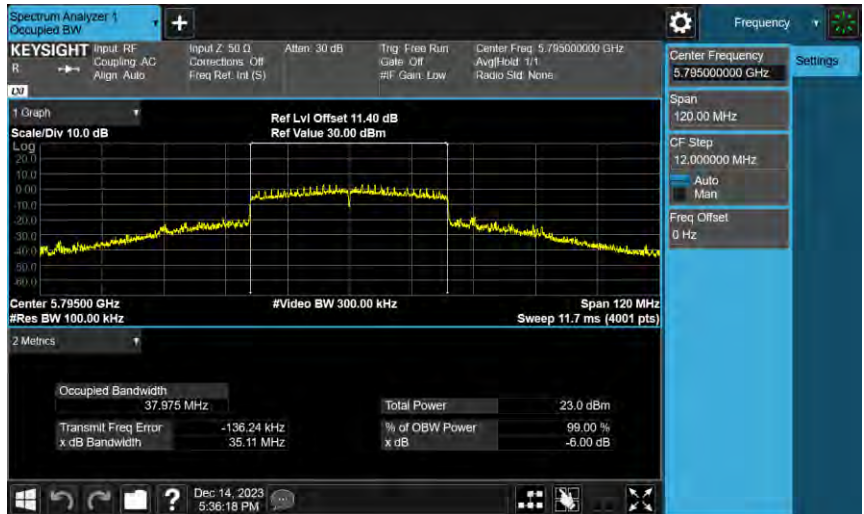 Spectrum Analyzer 1
Occupied BW
Frequency
KEYSIGHT
R
Input: RF
Coupling: AC
Align: Auto
Input Z: 50 Ω
Corrections: Off
Freq Ref: Int (S)
Atten: 30 dB
Trig: Free Run
Gate: Off
#IF Gain: Low
Center Freq: 5.795000000 GHz
Avg|Hold: 1/1
Radio Std: None
LXI
Center Frequency
5.795000000 GHz
Settings
Span
120.00 MHz
CF Step
12.000000 MHz
Auto
Man
Freq Offset
0 Hz
1 Graph
Scale/Div 10.0 dB
Ref Lvl Offset 11.40 dB
Ref Value 30.00 dBm
Log
20.0
10.0
0.00
-10.0
-20.0
-30.0
-40.0
-50.0
-60.0
Center 5.79500 GHz
#Video BW 300.00 kHz
Span 120 MHz
#Res BW 100.00 kHz
Sweep 11.7 ms (4001 pts)
2 Metrics
Occupied Bandwidth
37.975 MHz
Total Power 23.0 dBm
Transmit Freq Error -136.24 kHz
% of OBW Power 99.00 %
x dB Bandwidth 35.11 MHz
x dB -6.00 dB
?
Dec 14, 2023
5:36:18 PM